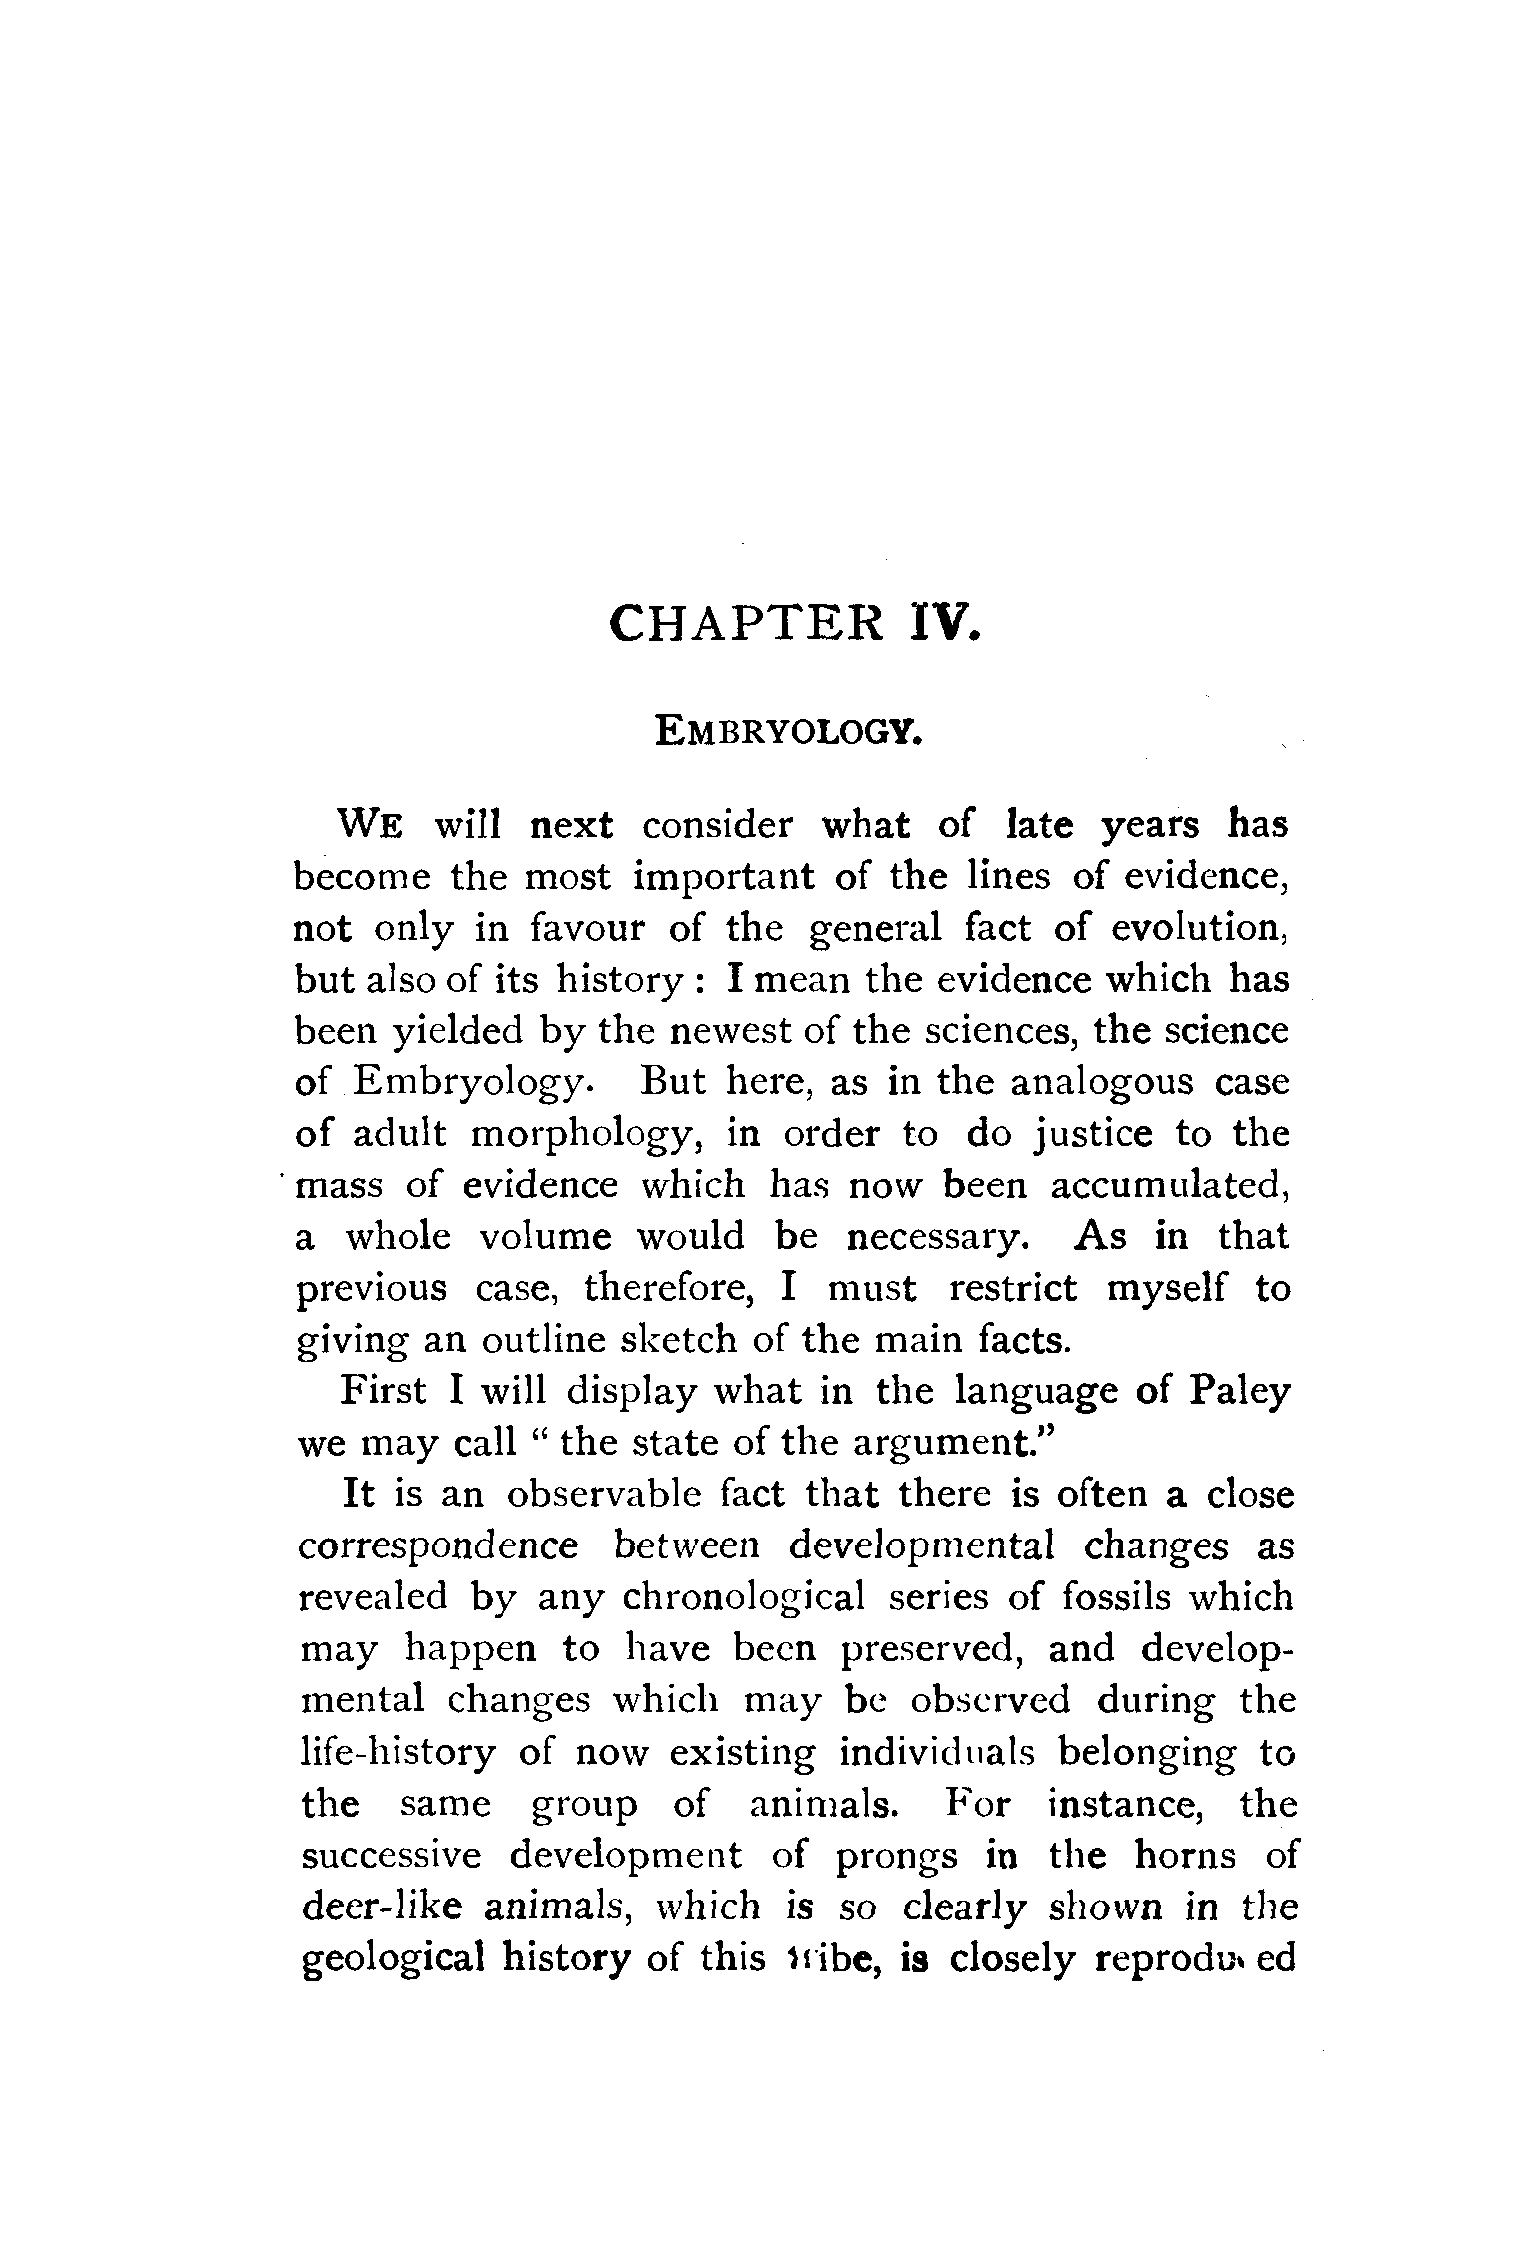 CHAPTER IV.
EMBRYOLOGY.
WE will next consider what of late years has
become the most important of the lines of evidence,
not only in favour of the general fact of evolution,
but also of its history : I mean the evidence which has
been yielded by the newest of the sciences, the science
of Embryology. But here, as in the analogous case
of adult morphology, in order to do justice to the
mass of evidence which has now been accumulated,
a whole volume would be necessary. As in that
previous case, therefore, I must restrict myself to
giving an outline sketch of the main facts.
First I will display what in the language of Paley
we may call “ the state of the argument.”
It is an observable fact that there is often a close
correspondence between developmental changes as
revealed by any chronological series of fossils which
may happen to have been preserved, and develop-
mental changes which may be observed during the
life-history of now existing individuals belonging to
the same group of animals. For instance, the
successive development of prongs in the horns of
deer-like animals, which is so clearly shown in the
geological history of this tribe, is closely reproduced